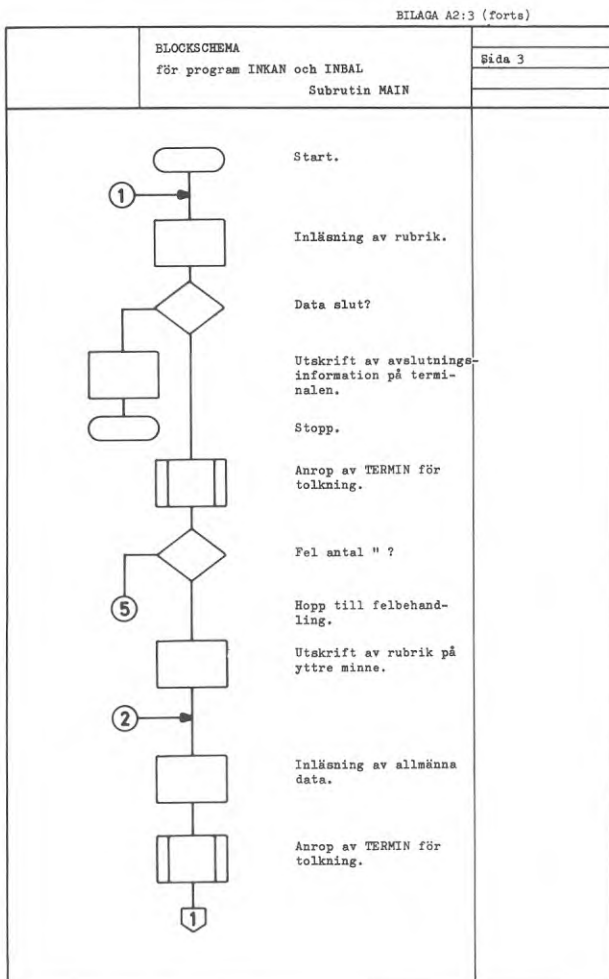 BILAGA A2:3 (forts)
BLOCKSCHEMA
för program INKAN och INBAL
Subrutin MAIN
Sida 3
Start.
1
Inläsning av rubrik.
Data slut?
Utskrift av avslutnings-
information på termi-
nalen.
Stopp.
Anrop av TERMIN för
tolkning.
Fel antal " ?
5
Hopp till felbehand-
ling.
Utskrift av rubrik på
yttre minne.
2
Inläsning av allmänna
data.
Anrop av TERMIN för
tolkning.
1